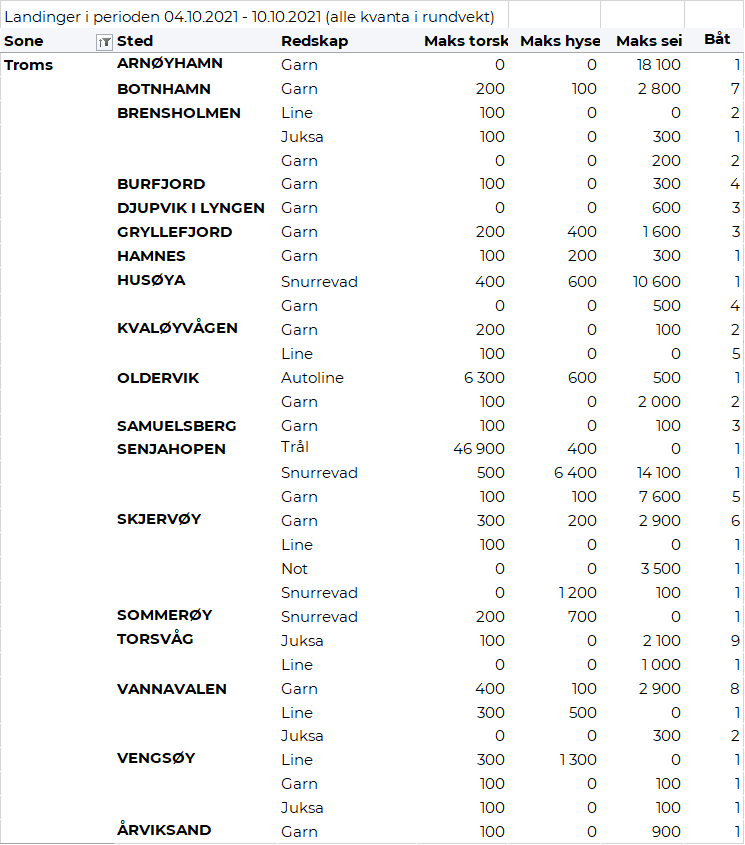 Landinger i perioden 04.10.2021 - 10.10.2021 (alle kvanta i rundvekt)
Sone Sted Redskap Maks torsk Maks hyse Maks sei Båt
Troms ARNØYHAMN Garn 0 0 18 100 1
BOTNHAMN Garn 200 100 2 800 7
BRENSHOLMEN Line 100 0 0 2
Juksa 100 0 300 1
Garn 0 0 200 2
BURFJORD Garn 100 0 300 4
DJUPVIK I LYNGEN Garn 0 0 600 3
GRYLLEFJORD Garn 200 400 1 600 3
HAMNES Garn 100 200 300 1
HUSØYA Snurrevad 400 600 10 600 1
Garn 0 0 500 4
KVALØYVÅGEN Garn 200 0 100 2
Line 100 0 0 5
OLDERVIK Autoline 6 300 600 500 1
Garn 100 0 2 000 2
SAMUELSBERG Garn 100 0 100 3
SENJAHOPEN Trål 46 900 400 0 1
Snurrevad 500 6 400 14 100 1
Garn 100 100 7 600 5
SKJERVØY Garn 300 200 2 900 6
Line 100 0 0 1
Not 0 0 3 500 1
Snurrevad 0 1 200 100 1
SOMMERØY Snurrevad 200 700 0 1
TORSVÅG Juksa 100 0 2 100 9
Line 0 0 1 000 1
VANNAVALEN Garn 400 100 2 900 8
Line 300 500 0 1
Juksa 0 0 300 2
VENGSØY Line 300 1 300 0 1
Garn 100 0 100 1
Juksa 100 0 100 1
ÅRVIKSAND Garn 100 0 900 1